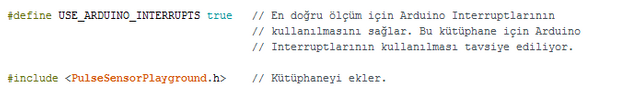 #define USE_ARDUINO_INTERRUPTS true // En doğru ölçüm için Arduino Interruptlarının
// kullanılmasını sağlar. Bu kütüphane için Arduino
// Interruptlarının kullanılması tavsiye ediliyor.
#include <PulseSensorPlayground.h> // Kütüphaneyi ekler.